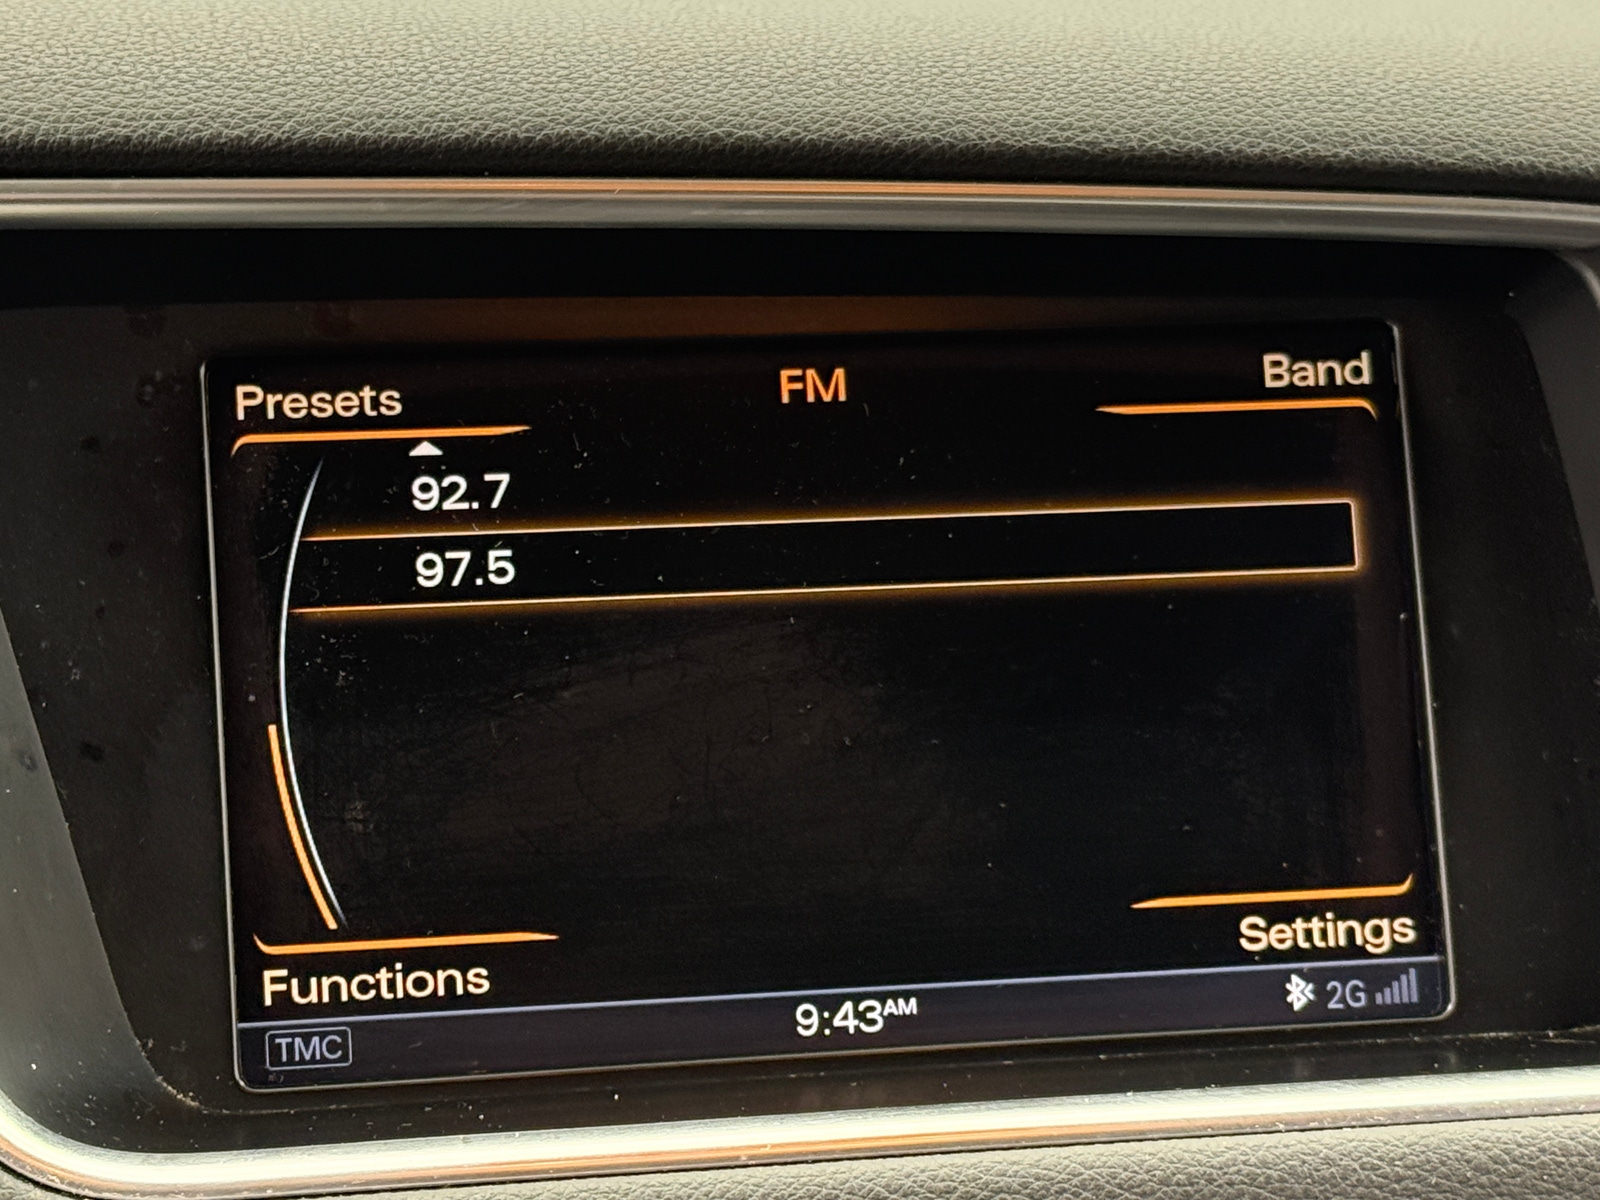 Presets
FM
Band
92.7
97.5
Functions
Settings
TMC
9:43AM
2G